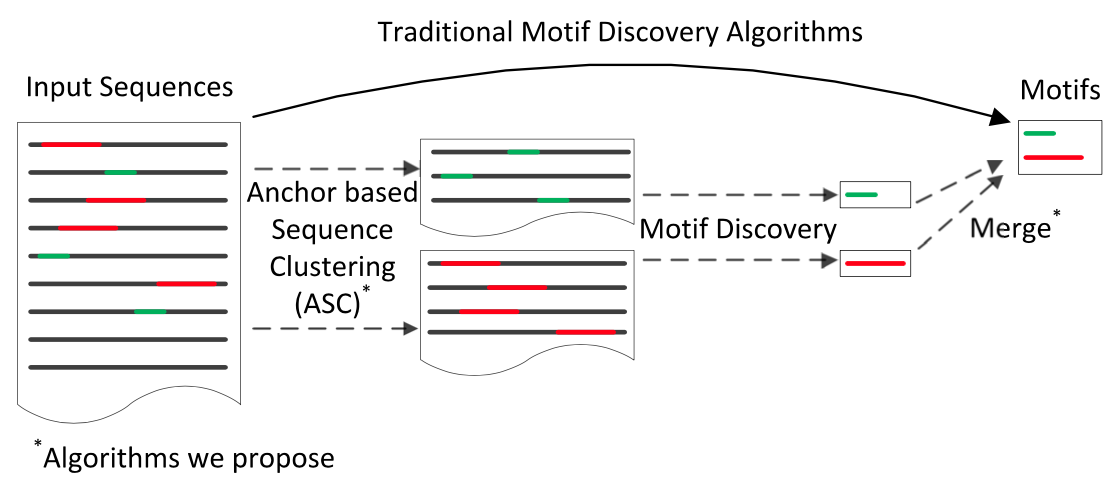 Traditional Motif Discovery Algorithms
Input Sequences
Motifs
Anchor based
Sequence
Clustering
(ASC)*
Motif Discovery
Merge*
*Algorithms we propose